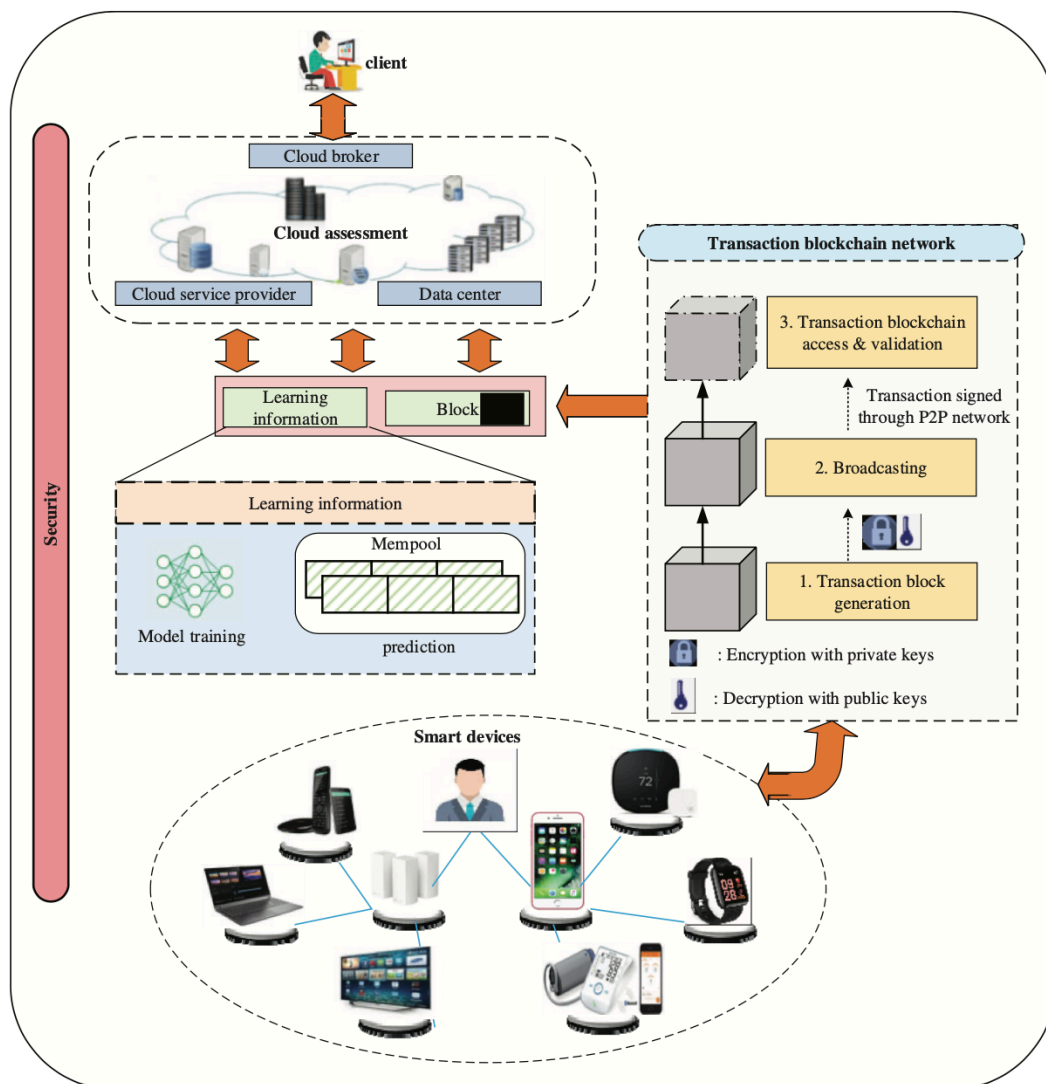 client
Cloud broker
Cloud assessment
Cloud service provider
Data center
Security
Learning
information
Block
Learning information
Model training
Mempool
prediction
Transaction blockchain network
3. Transaction blockchain
access & validation
Transaction signed
through P2P network
2. Broadcasting
1. Transaction block
generation
: Encryption with private keys
: Decryption with public keys
Smart devices
72
09
28